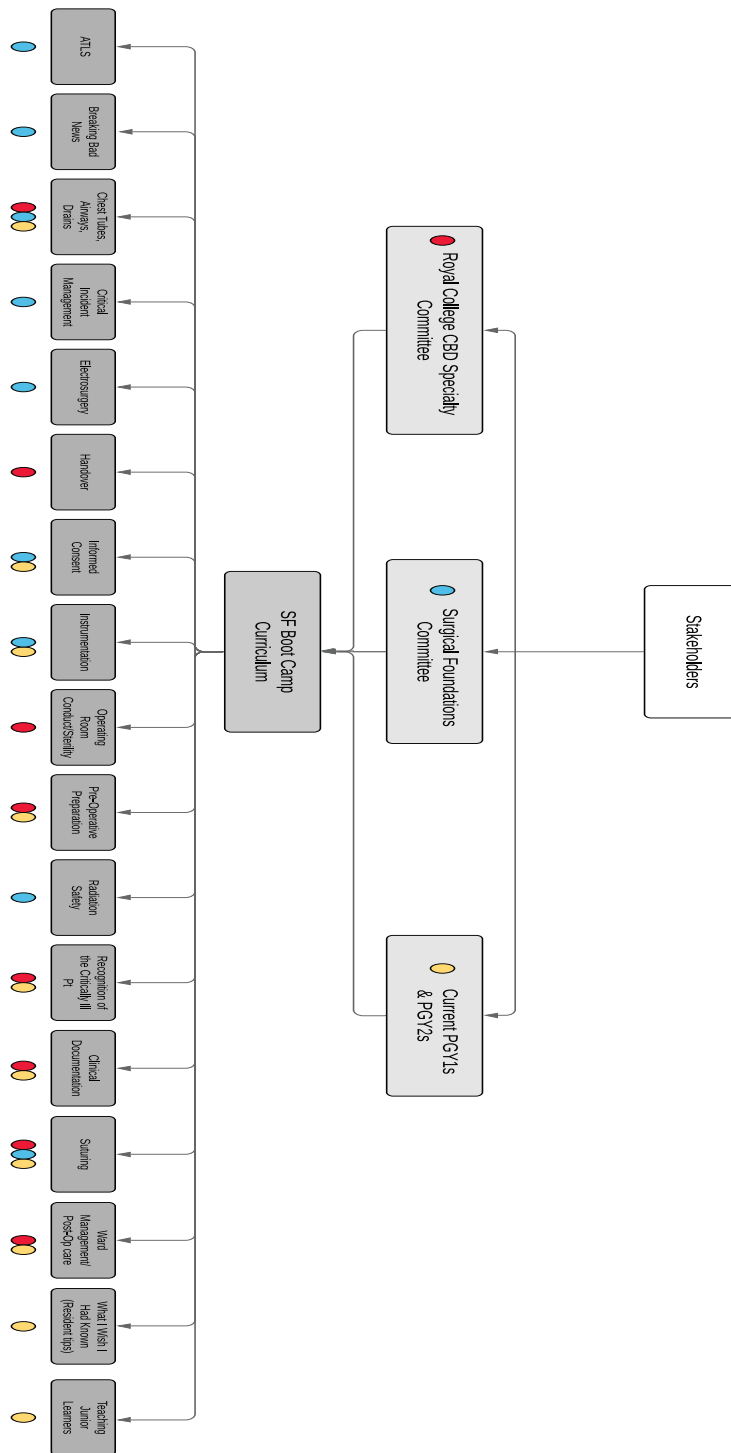 Stakeholders
Royal College CBD Specialty
Committee
Surgical Foundations
Committee
Current PGY1s
& PGY2s
SF Boot Camp
Curriculum
ATLS
Breaking Bad
News
Chest Tubes,
Airways,
Drains
Critical
Incident
Management
Electrosurgery
Handover
Informed
Consent
Instrumentation
Operating
Room
Conduct/Sterility
Pre-Operative
Preparation
Radiation
Safety
Recognition of
the Critically Ill
Pt
Clinical
Documentation
Suturing
Ward
Management/
Post-Op care
What I Wish I
Had Known
(Resident tips)
Teaching
Junior
Learners